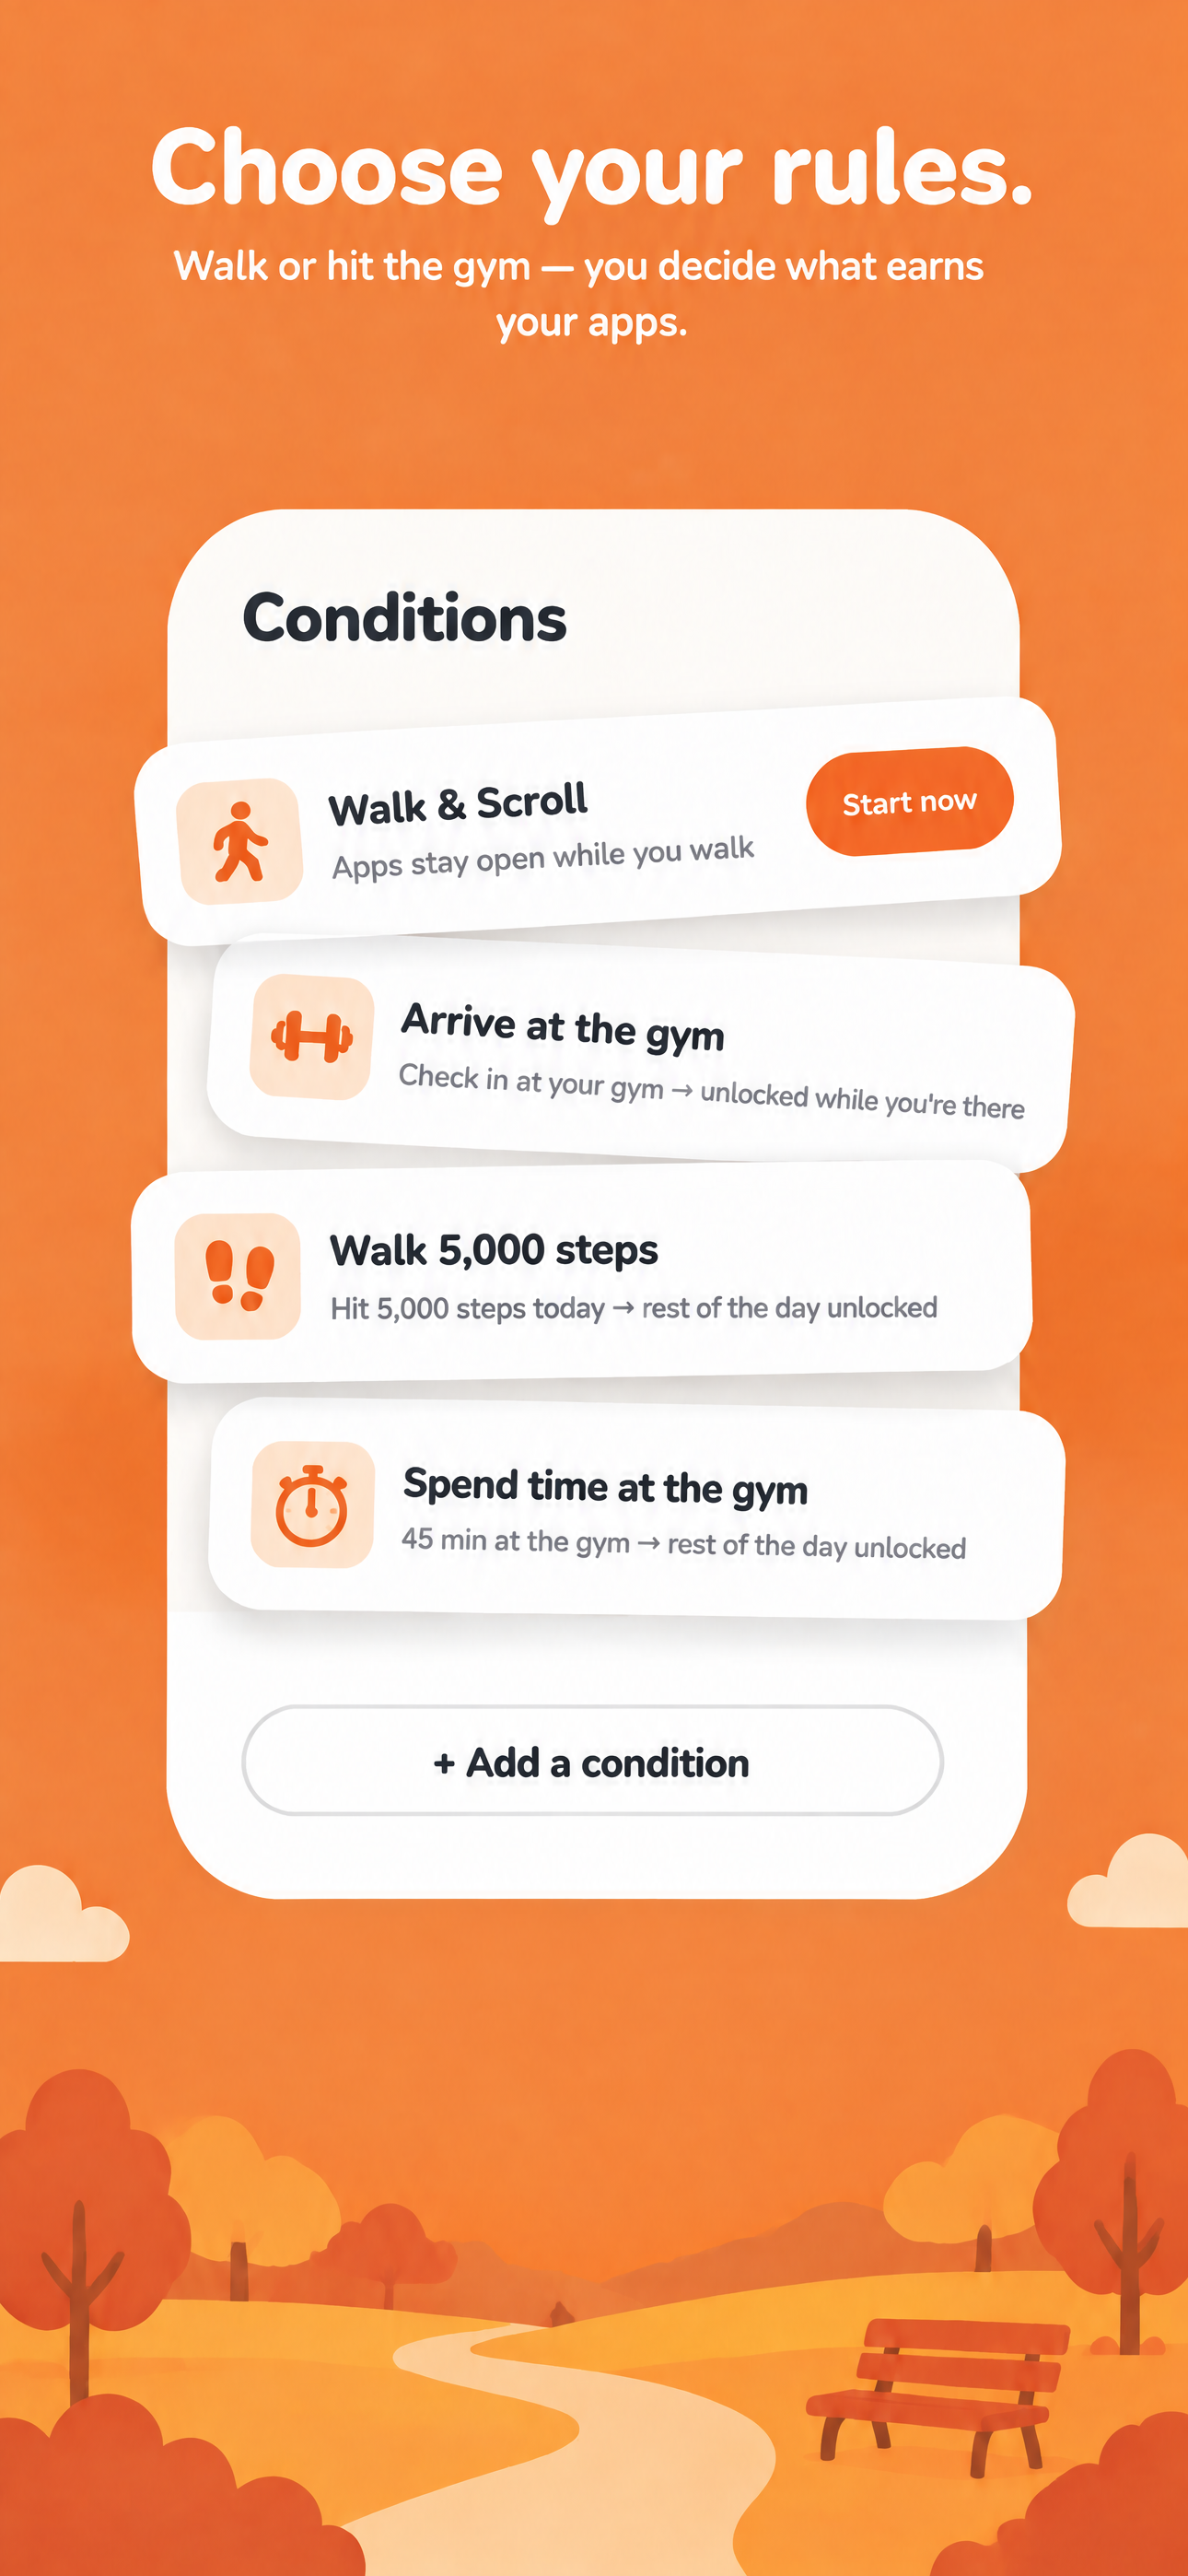 Choose your rules.
Walk or hit the gym — you decide what earns
your apps.
Conditions
Walk & Scroll
Apps stay open while you walk
Start now
Arrive at the gym
Check in at your gym → unlocked while you're there
Walk 5,000 steps
Hit 5,000 steps today → rest of the day unlocked
Spend time at the gym
45 min at the gym → rest of the day unlocked
+ Add a condition